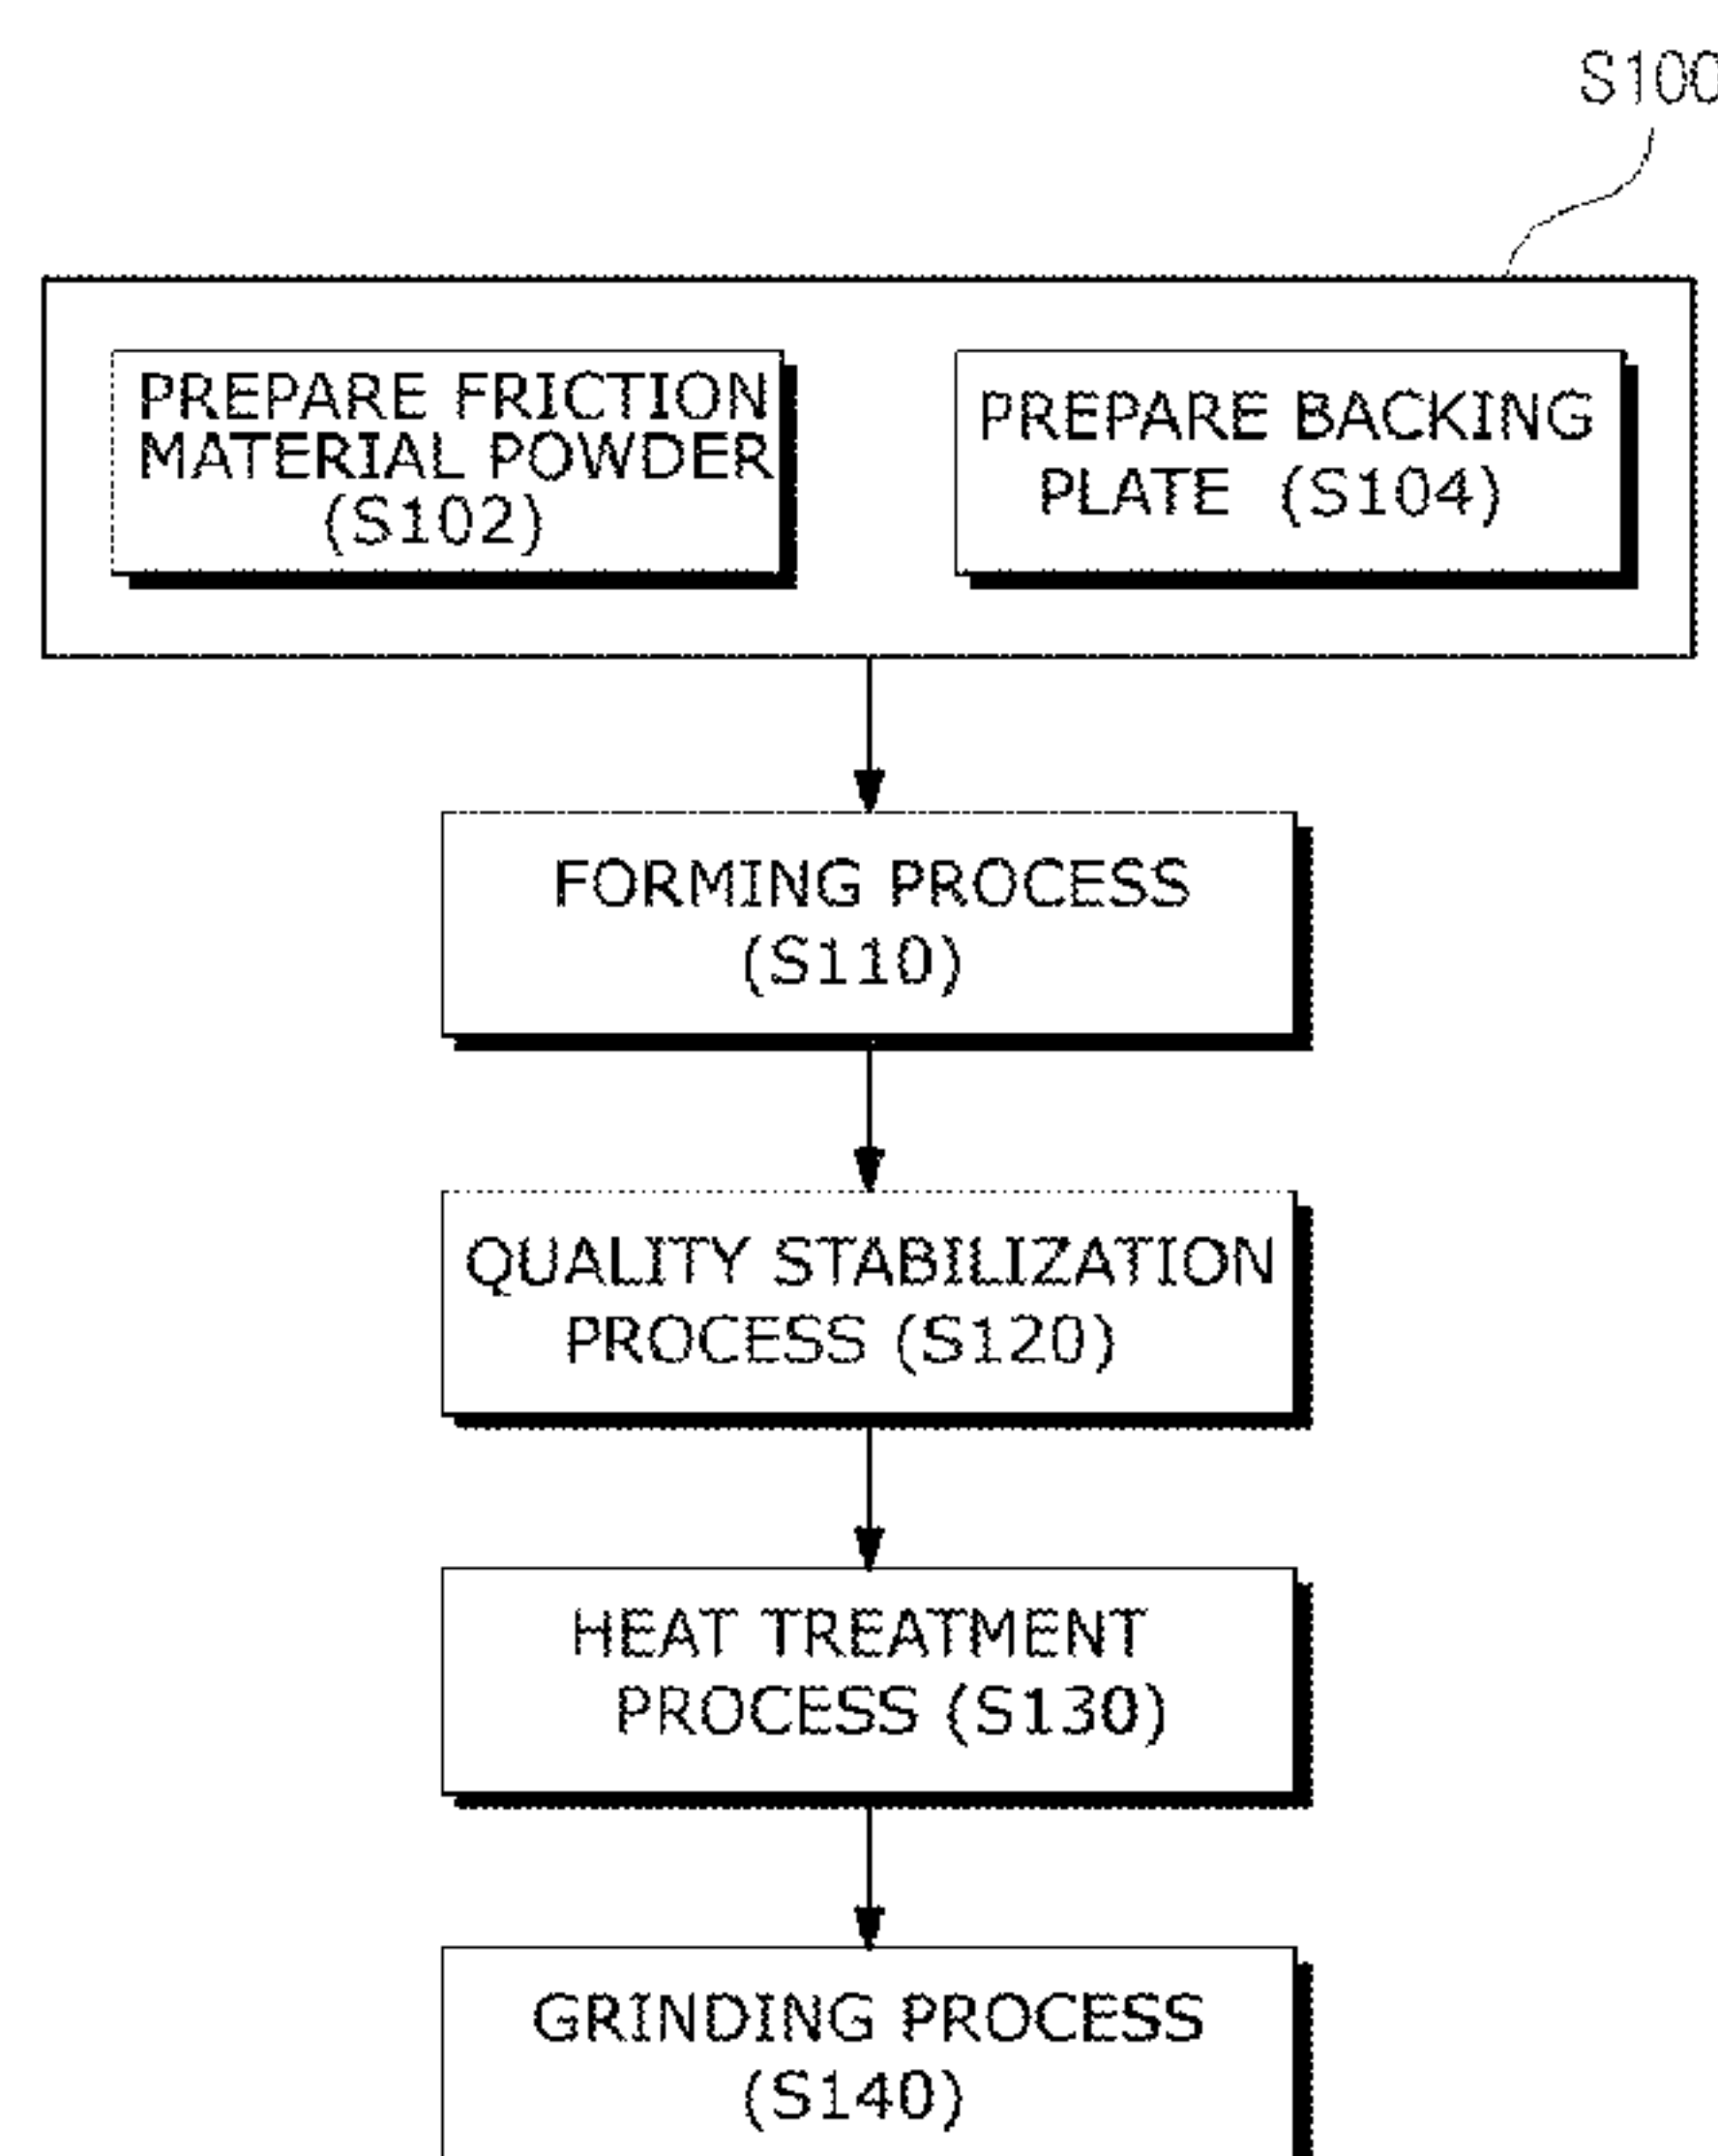 S100
PREPARE FRICTION
MATERIAL POWDER
(S102)
PREPARE BACKING
PLATE (S104)
FORMING PROCESS
(S110)
QUALITY STABILIZATION
PROCESS (S120)
HEAT TREATMENT
PROCESS (S130)
GRINDING PROCESS
(S140)